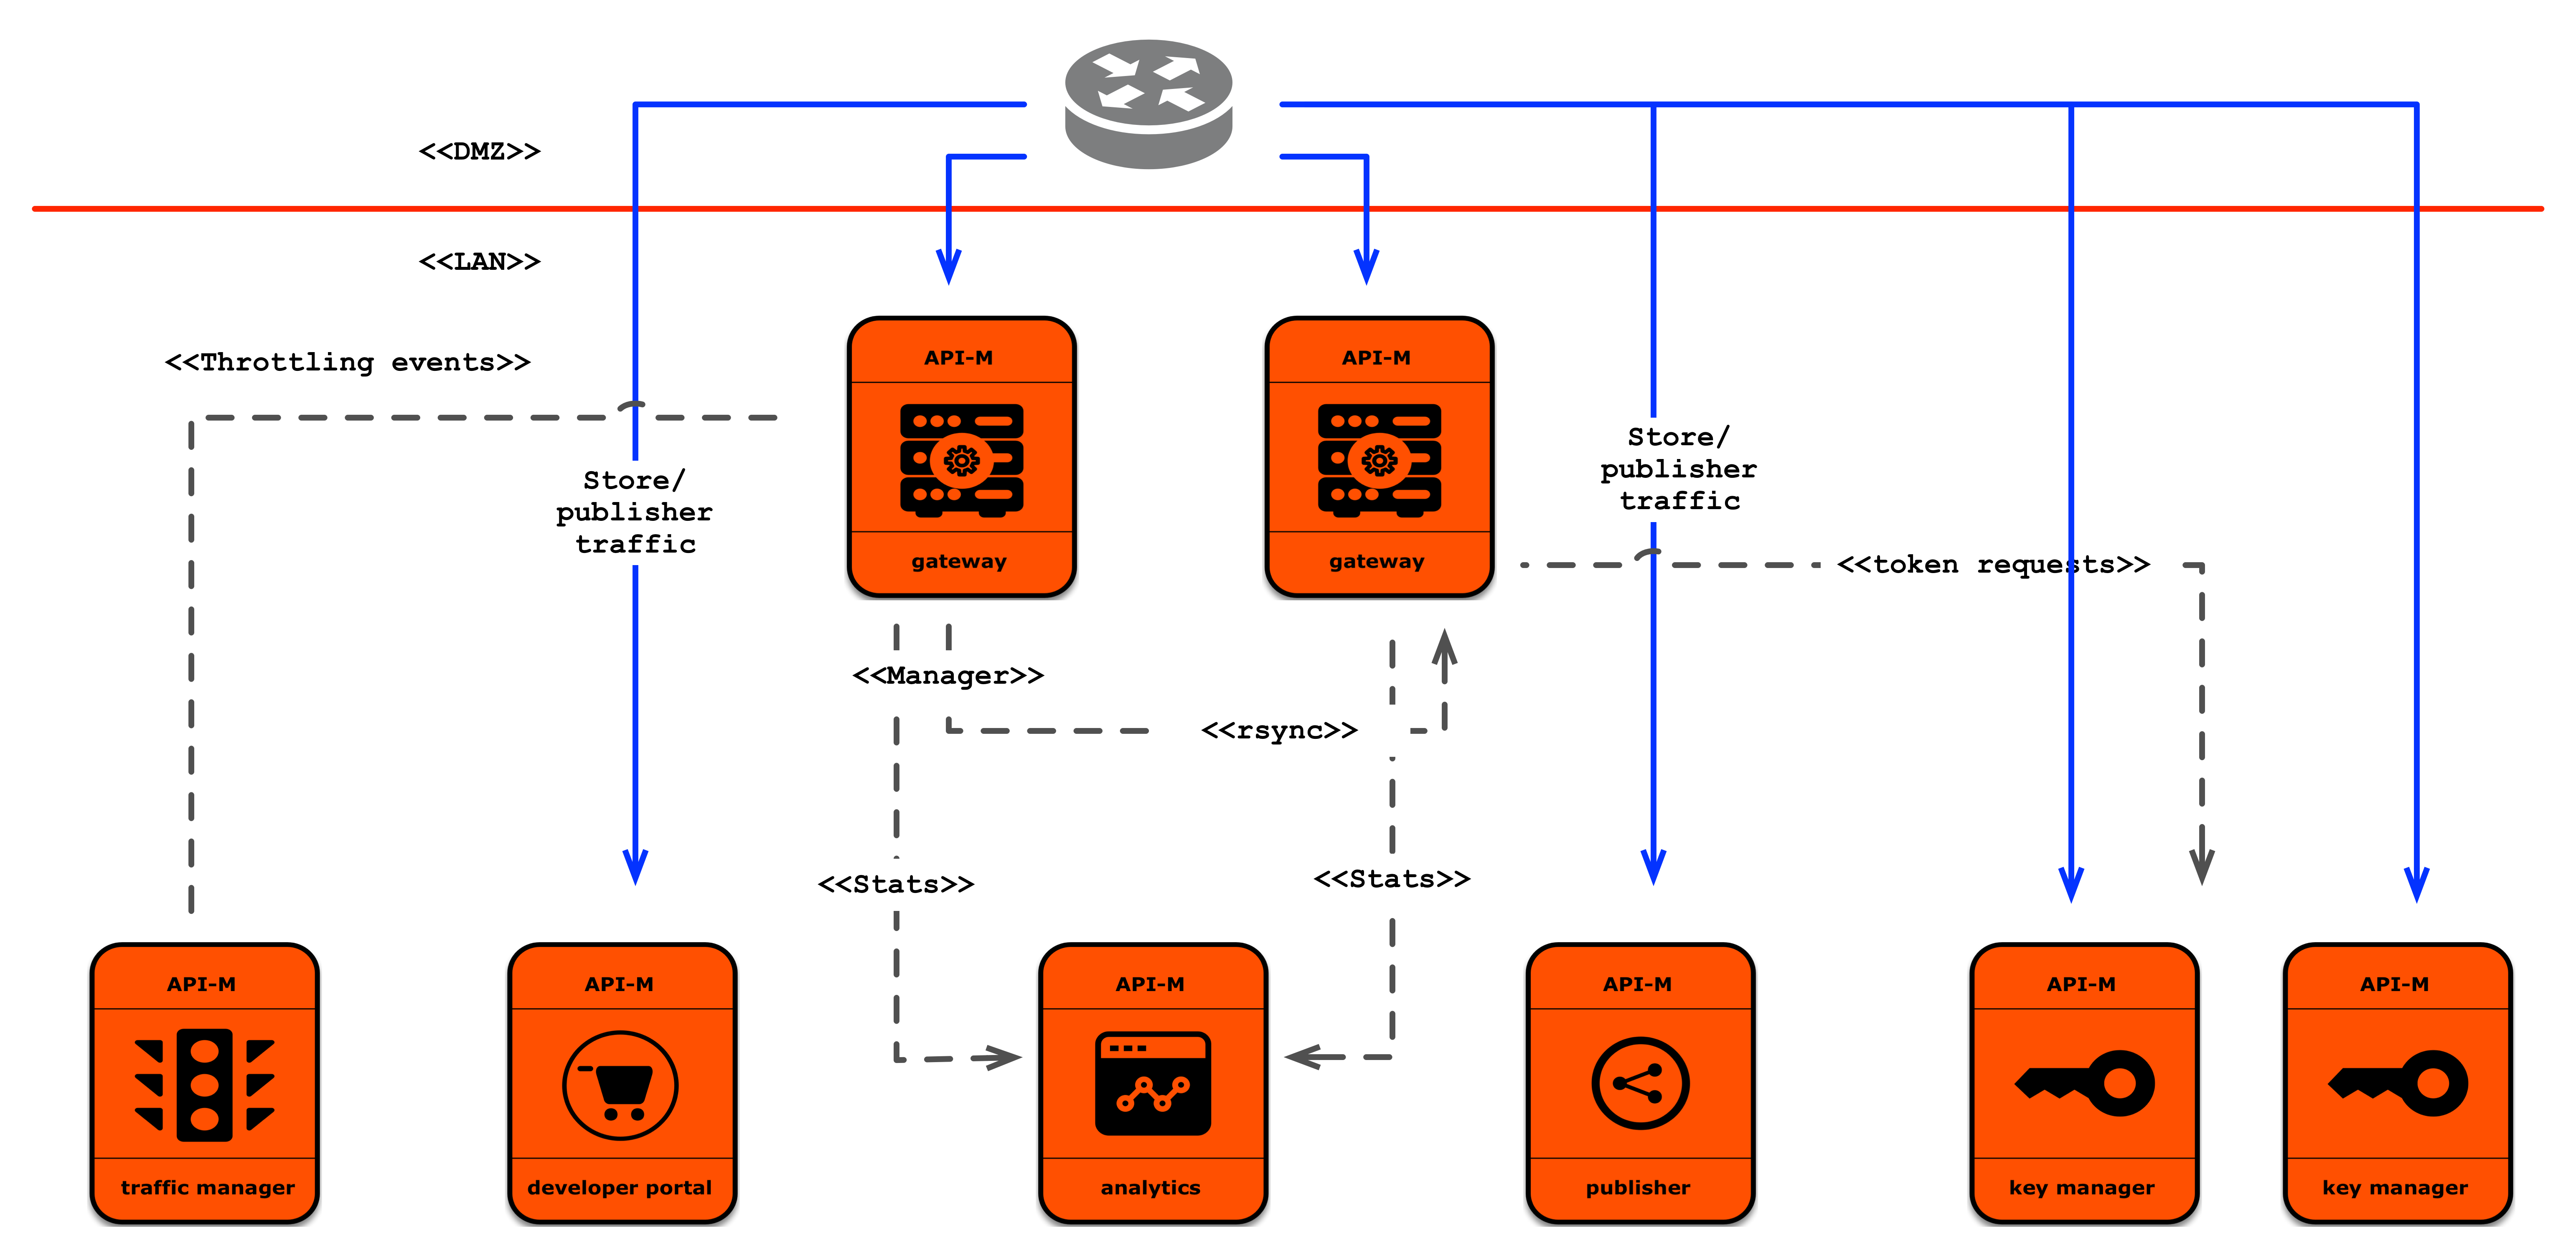 <<DMZ>>
<<LAN>>
<<Throttling events>>
API-M
gateway
API-M
gateway
Store/
publisher
traffic
Store/
publisher
traffic
<<token requests>>
<<Manager>>
<<rsync>>
<<Stats>>
<<Stats>>
API-M
traffic manager
API-M
developer portal
API-M
analytics
API-M
publisher
API-M
key manager
API-M
key manager